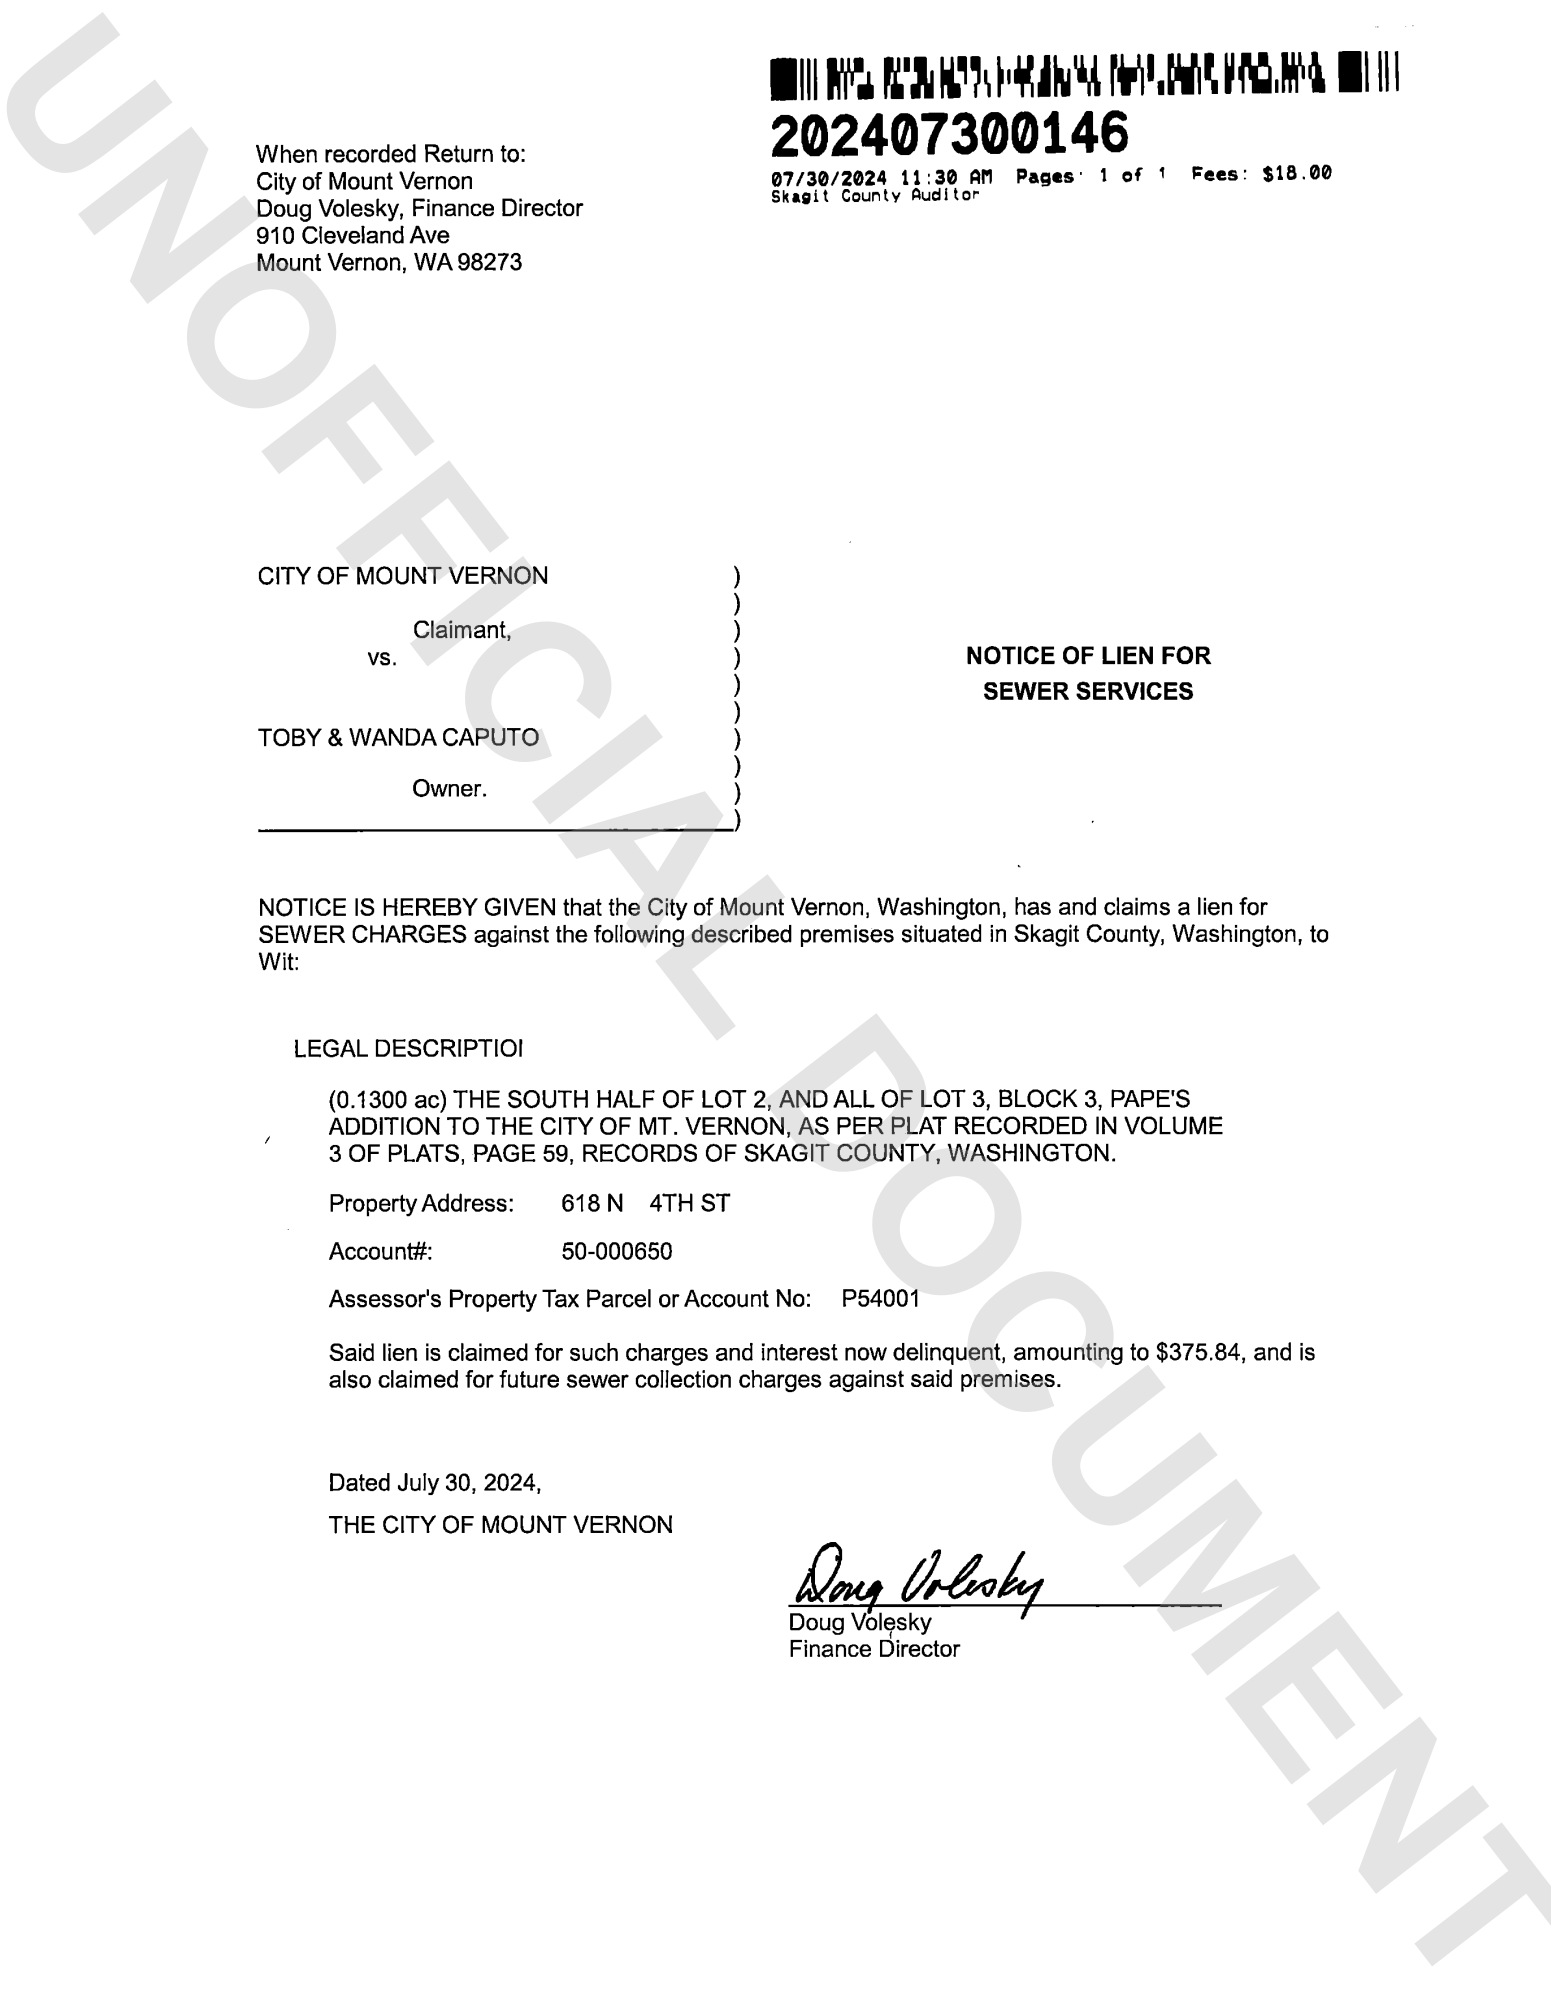 202407300146
07/30/2024 11:30 AM Pages: 1 of 1 Fees: $18.00
Skagit County Auditor
When recorded Return to:
City of Mount Vernon
Doug Volesky, Finance Director
910 Cleveland Ave
Mount Vernon, WA 98273
CITY OF MOUNT VERNON )
)
Claimant, )
vs. )
)
)
TOBY & WANDA CAPUTO )
)
Owner. )
)
NOTICE OF LIEN FOR
SEWER SERVICES
NOTICE IS HEREBY GIVEN that the City of Mount Vernon, Washington, has and claims a lien for
SEWER CHARGES against the following described premises situated in Skagit County, Washington, to
Wit:
LEGAL DESCRIPTIOI
(0.1300 ac) THE SOUTH HALF OF LOT 2, AND ALL OF LOT 3, BLOCK 3, PAPE'S
ADDITION TO THE CITY OF MT. VERNON, AS PER PLAT RECORDED IN VOLUME
3 OF PLATS, PAGE 59, RECORDS OF SKAGIT COUNTY, WASHINGTON.
Property Address: 618 N 4TH ST
Account#: 50-000650
Assessor's Property Tax Parcel or Account No: P54001
Said lien is claimed for such charges and interest now delinquent, amounting to $375.84, and is
also claimed for future sewer collection charges against said premises.
Dated July 30, 2024,
THE CITY OF MOUNT VERNON
Doug Volesky
Doug Volesky
Finance Director
UNOFFICIAL DOCUMENT